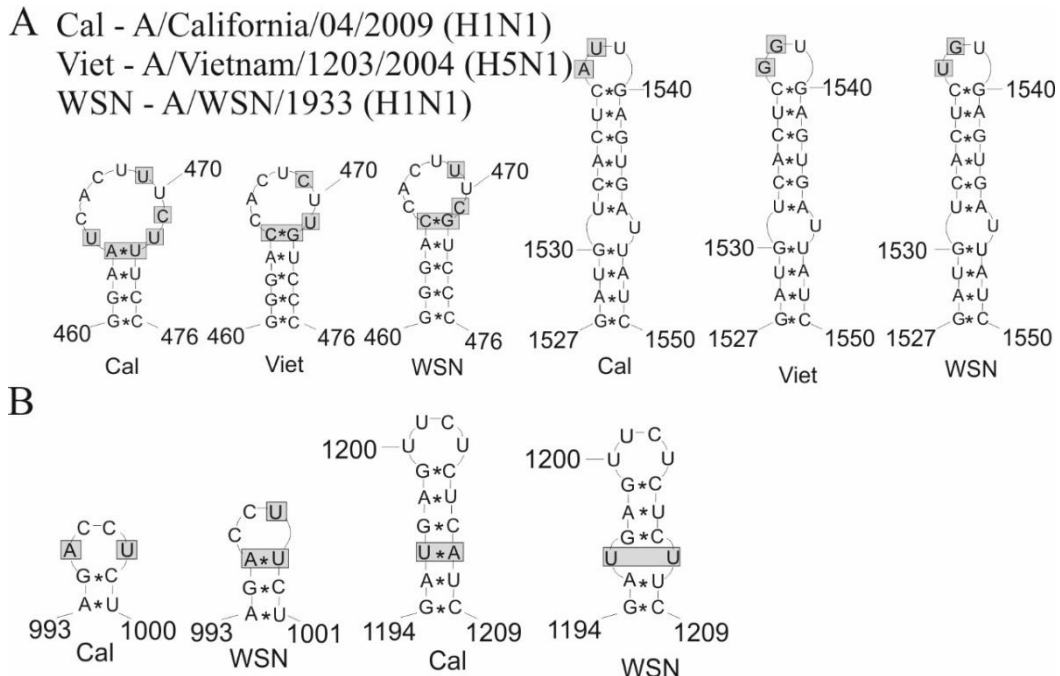 A Cal - A/California/04/2009 (H1N1)
Viet - A/Vietnam/1203/2004 (H5N1)
WSN - A/WSN/1933 (H1N1)
C U U
A U 470
C C
U U
A*U
A*U
G*C
460 G*C 476
Cal
C U C
A U 470
C U
C*G
A*U
G*C
G*C
460 G*C 476
Viet
C U U
A U 470
C C
C*G
A*U
G*C
G*C
460 G*C 476
WSN
U U
A
C*G 1540
U*A
C*G
A*U
C*G
U*A
U
1530 G*U
U*A
A*U
1527 G*C 1550
Cal
G U
G
C*G 1540
U*A
C*G
A*U
C*G
U*A
U
1530 G*U
U*A
A*U
1527 G*C 1550
Viet
G U
U
C*G 1540
U*A
C*G
A*U
C*G
U*A
U
1530 G*U
U*A
A*U
1527 G*C 1550
WSN
B
C C
A U
G*C
993 A*U 1000
Cal
C U
C
A*U
G*C
993 A*U 1001
WSN
U C
1200 U U
G*C
A*U
G*C
U*A
A*U
1194 G*C 1209
Cal
U C
1200 U U
G*C
A*U
G*C
U U
A*U
1194 G*C 1209
WSN